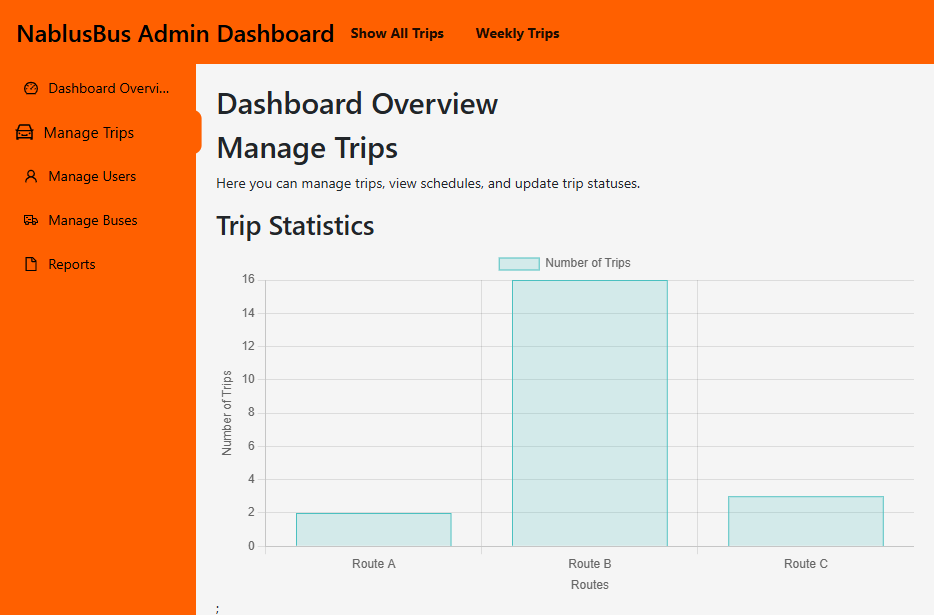 NablusBus Admin Dashboard Show All Trips Weekly Trips
Dashboard Overvi...
Manage Trips
Manage Users
Manage Buses
Reports
Dashboard Overview
Manage Trips
Here you can manage trips, view schedules, and update trip statuses.
Trip Statistics
Number of Trips
16
14
12
10
8
6
4
2
0
Number of Trips
Route A Route B Route C
Routes
;